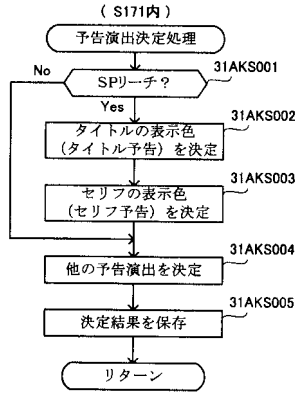 ( S171内 )
予告演出決定処理
No
SPリーチ?
31AKS001
Yes
31AKS002
タイトルの表示色
(タイトル予告)を決定
31AKS003
セリフの表示色
(セリフ予告)を決定
31AKS004
他の予告演出を決定
31AKS005
決定結果を保存
リターン